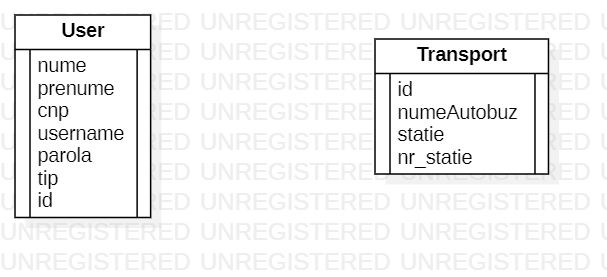 User
nume
prenume
cnp
username
parola
tip
id
Transport
id
numeAutobuz
statie
nr_statie
UNREGISTERED UNREGISTERED UNREGISTERED